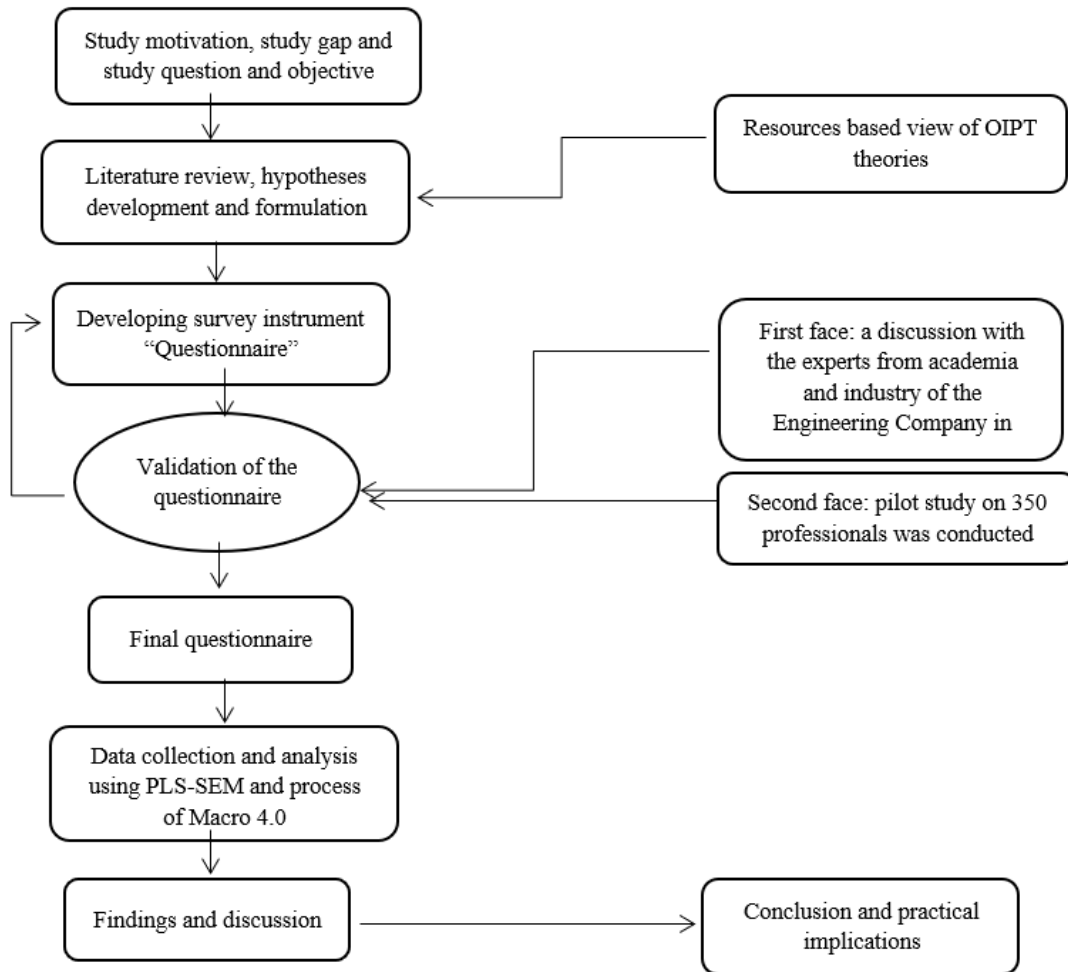 Study motivation, study gap and
study question and objective
Resources based view of OIPT
theories
Literature review, hypotheses
development and formulation
Developing survey instrument
“Questionnaire”
First face: a discussion with
the experts from academia
and industry of the
Engineering Company in
Validation of the
questionnaire
Second face: pilot study on 350
professionals was conducted
Final questionnaire
Data collection and analysis
using PLS-SEM and process
of Macro 4.0
Findings and discussion
Conclusion and practical
implications